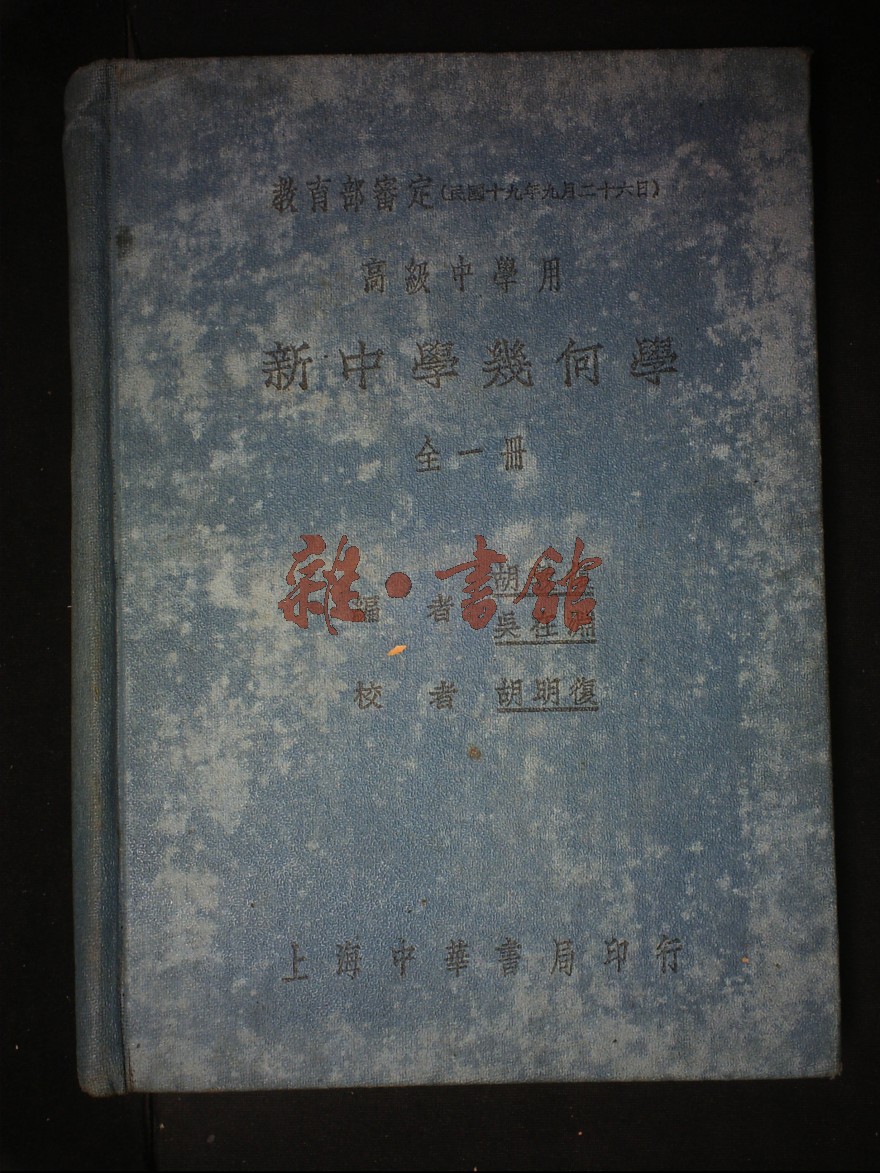 教育部審定(民國十九年九月二十六日)
高級中學用
新中學幾何學
全一冊
雜·書館
編 者 胡
吳在淵
校 者 胡明復
上海中華書局印行